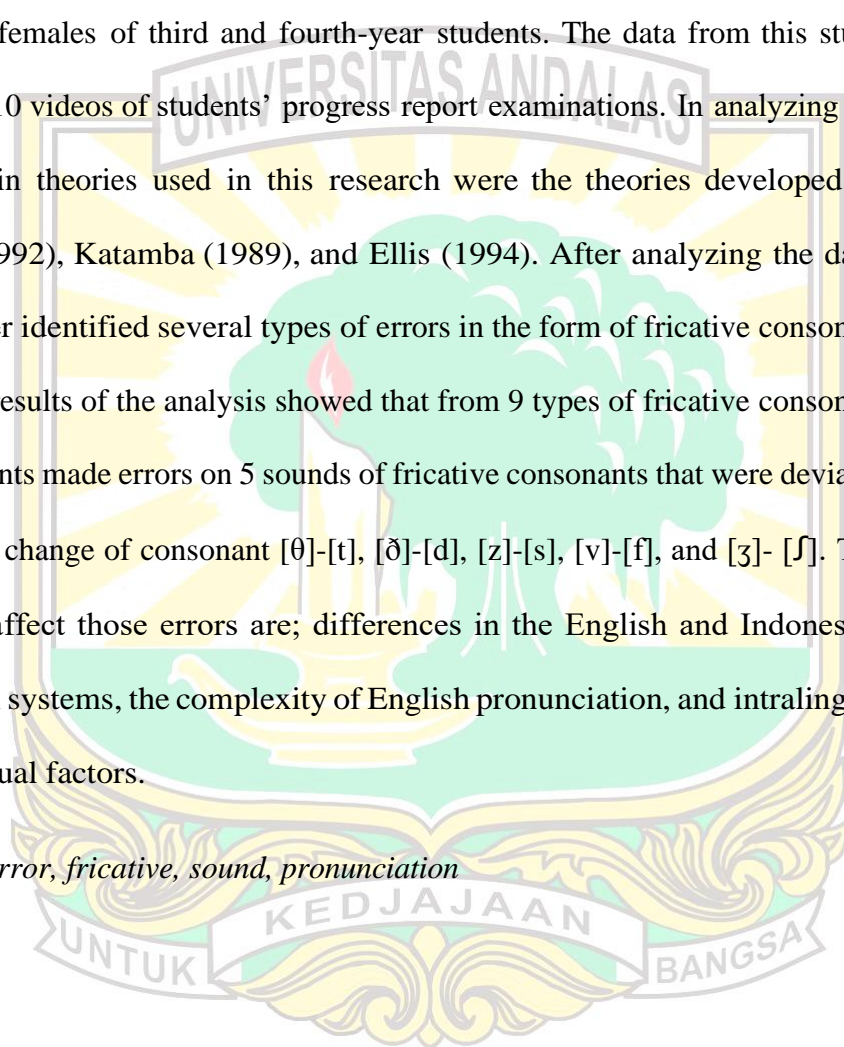 females of third and fourth-year students. The data from this stu
10 videos of students’ progress report examinations. In analyzing
UNIVERSITAS ANDALAS
in theories used in this research were the theories developed
992), Katamba (1989), and Ellis (1994). After analyzing the da
er identified several types of errors in the form of fricative conson
results of the analysis showed that from 9 types of fricative conson
nts made errors on 5 sounds of fricative consonants that were devia
change of consonant [θ]-[t], [ð]-[d], [z]-[s], [v]-[f], and [ʒ]- [ʃ]. T
affect those errors are; differences in the English and Indones
systems, the complexity of English pronunciation, and intraling
ual factors.
rror, fricative, sound, pronunciation
UNTUK KEDJAJAAN BANGSA